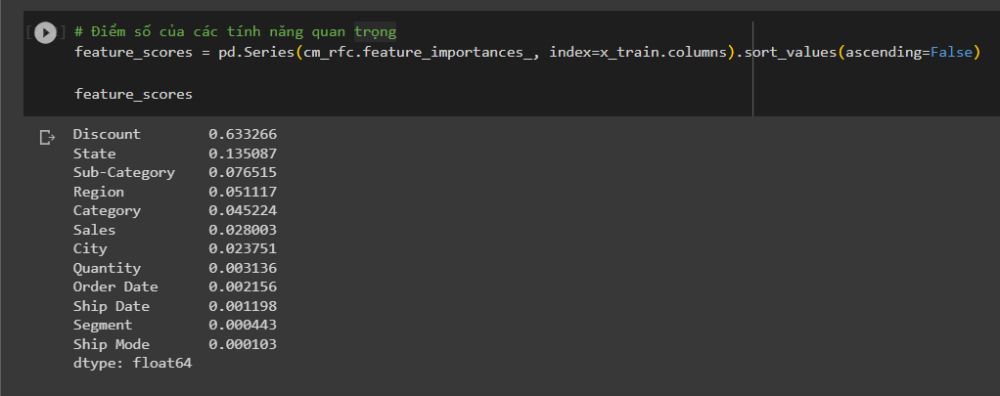 # Điểm số của các tính năng quan trọng
feature_scores = pd.Series(cm_rfc.feature_importances_, index=x_train.columns).sort_values(ascending=False)
feature_scores
Discount 0.633266
State 0.135087
Sub-Category 0.076515
Region 0.051117
Category 0.045224
Sales 0.028003
City 0.023751
Quantity 0.003136
Order Date 0.002156
Ship Date 0.001198
Segment 0.000443
Ship Mode 0.000103
dtype: float64